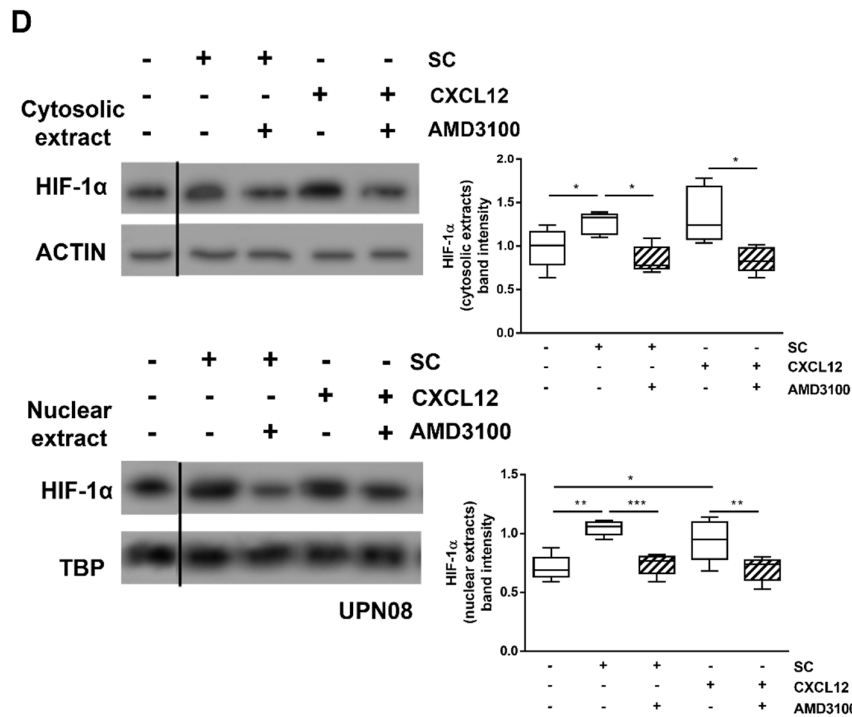 D
- + + - - SC
- - - + + CXCL12
Cytosolic extract
- - + - + AMD3100
HIF-1α
ACTIN
2.0
1.5
1.0
0.5
0.0
HIF-1α
(cytosolic extracts)
band intensity
* * *
- + + - - SC
- - - + + CXCL12
- - + - + AMD3100
- + + - - SC
- - - + + CXCL12
Nuclear extract
- - + - + AMD3100
HIF-1α
TBP
UPN08
1.5
1.0
0.5
0.0
HIF-1α
(nuclear extracts)
band intensity
*
** *** **
- + + - - SC
- - - + + CXCL12
- - + - + AMD3100